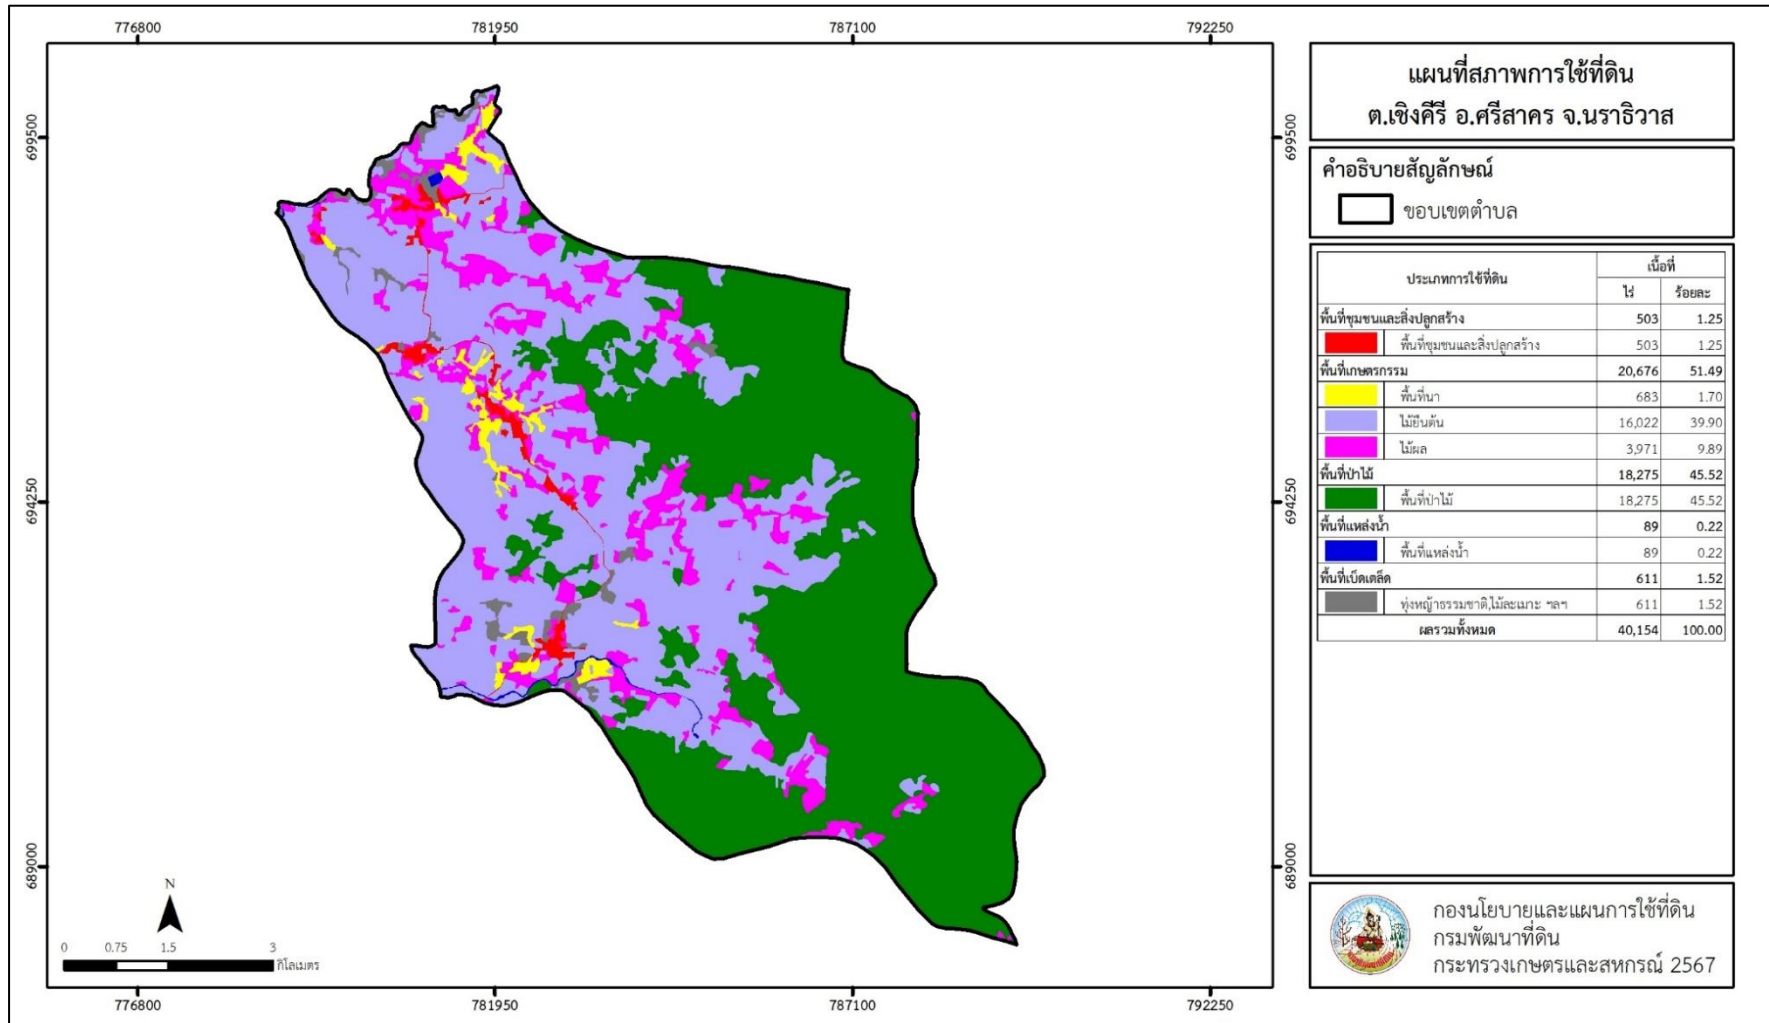 776800 781950 787100 792250
แผนที่สภาพการใช้ที่ดิน
ต.เชิงคีรี อ.ศรีสาคร จ.นราธิวาส
699500 699500
คำอธิบายสัญลักษณ์
ขอบเขตตำบล
ประเภทการใช้ที่ดิน เนื้อที่
ไร่ ร้อยละ
พื้นที่ชุมชนและสิ่งปลูกสร้าง 503 1.25
พื้นที่ชุมชนและสิ่งปลูกสร้าง 503 1.25
พื้นที่เกษตรกรรม 20,676 51.49
พื้นที่นา 683 1.70
ไม้ยืนต้น 16,022 39.90
ไม้ผล 3,971 9.89
พื้นที่ป่าไม้ 18,275 45.52
พื้นที่ป่าไม้ 18,275 45.52
พื้นที่แหล่งน้ำ 89 0.22
พื้นที่แหล่งน้ำ 89 0.22
พื้นที่เบ็ดเตล็ด 611 1.52
ทุ่งหญ้าธรรมชาติ,ไม้ละเมาะ ฯลฯ 611 1.52
ผลรวมทั้งหมด 40,154 100.00
694250 694250
689000 689000
N
0 0.75 1.5 3
กิโลเมตร
กองนโยบายและแผนการใช้ที่ดิน
กรมพัฒนาที่ดิน
กระทรวงเกษตรและสหกรณ์ 2567
776800 781950 787100 792250